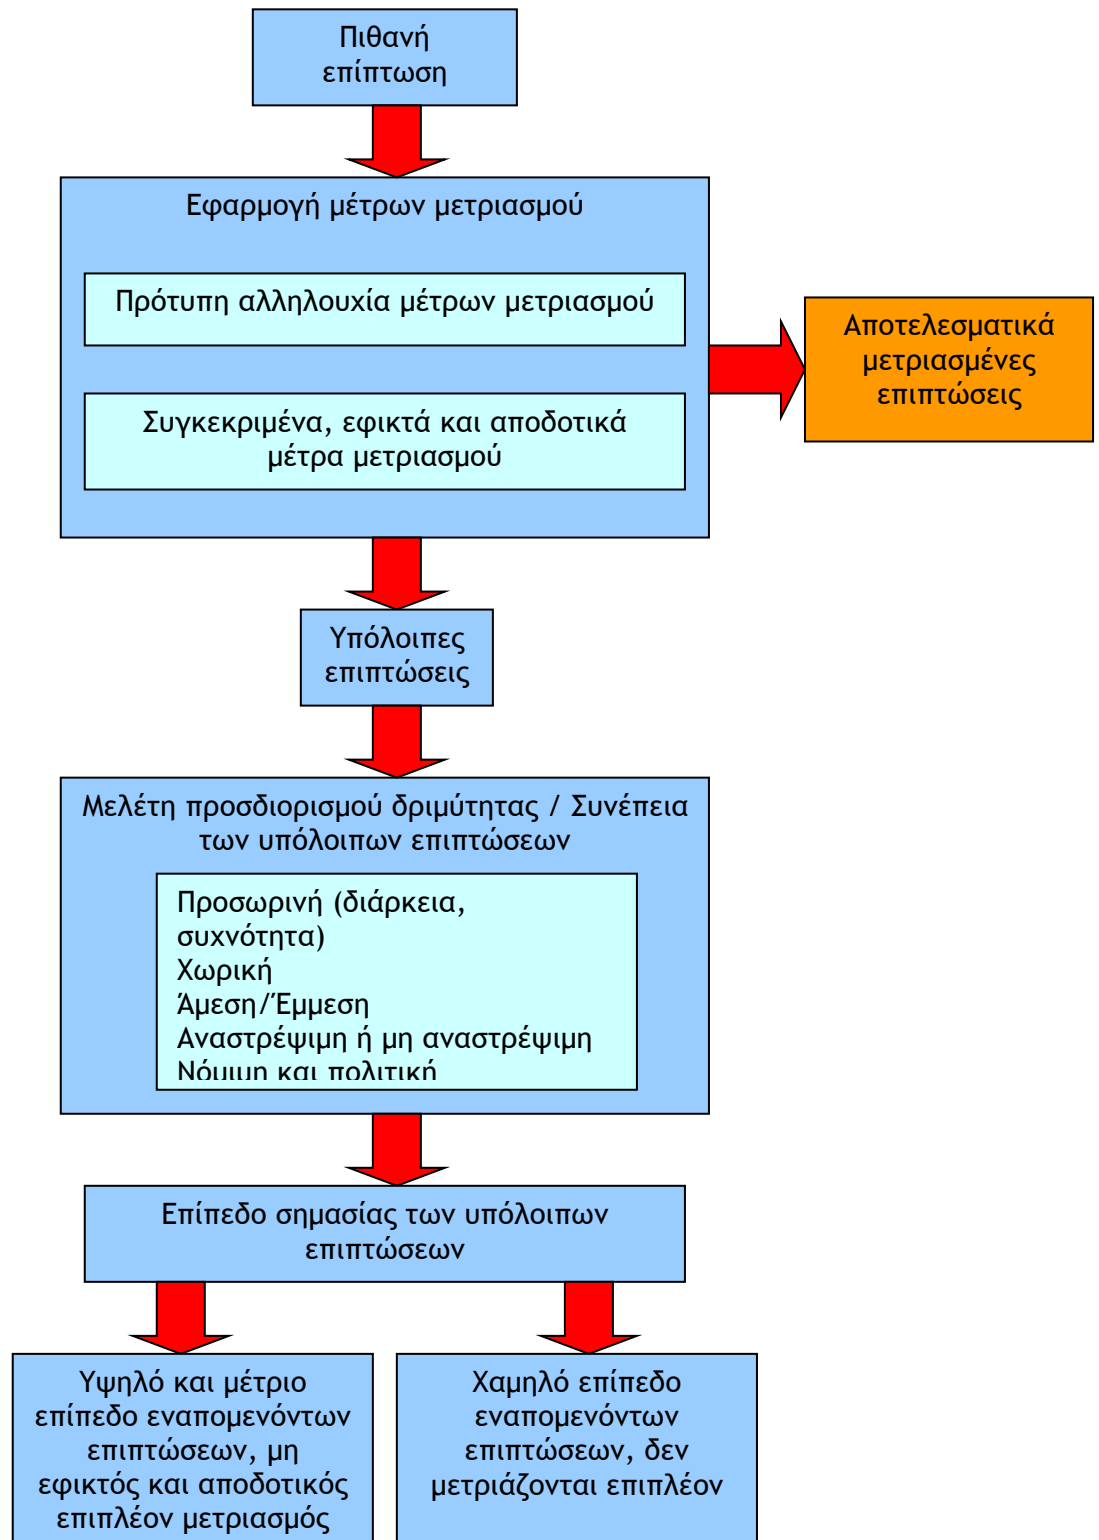 Πιθανή
επίπτωση
Εφαρμογή μέτρων μετριασμού
Πρότυπη αλληλουχία μέτρων μετριασμού
Συγκεκριμένα, εφικτά και αποδοτικά
μέτρα μετριασμού
Αποτελεσματικά
μετριασμένες
επιπτώσεις
Υπόλοιπες
επιπτώσεις
Μελέτη προσδιορισμού δριμύτητας / Συνέπεια
των υπόλοιπων επιπτώσεων
Προσωρινή (διάρκεια,
συχνότητα)
Χωρική
Άμεση/Έμμεση
Αναστρέψιμη ή μη αναστρέψιμη
Νόμιμη και πολιτική
Επίπεδο σημασίας των υπόλοιπων
επιπτώσεων
Υψηλό και μέτριο
επίπεδο εναπομενόντων
επιπτώσεων, μη
εφικτός και αποδοτικός
επιπλέον μετριασμός
Χαμηλό επίπεδο
εναπομενόντων
επιπτώσεων, δεν
μετριάζονται επιπλέον